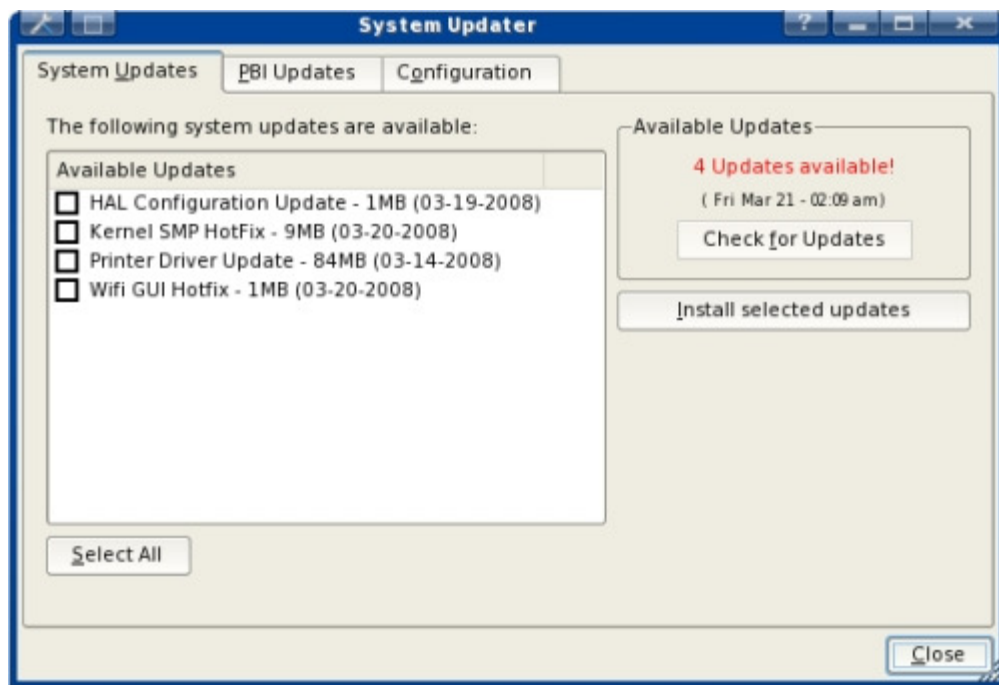 System Updater
System Updates
PBI Updates
Configuration
The following system updates are available:
Available Updates
HAL Configuration Update - 1MB (03-19-2008)
Kernel SMP HotFix - 9MB (03-20-2008)
Printer Driver Update - 84MB (03-14-2008)
Wifi GUI Hotfix - 1MB (03-20-2008)
Select All
Available Updates
4 Updates available!
( Fri Mar 21 - 02:09 am)
Check for Updates
Install selected updates
Close